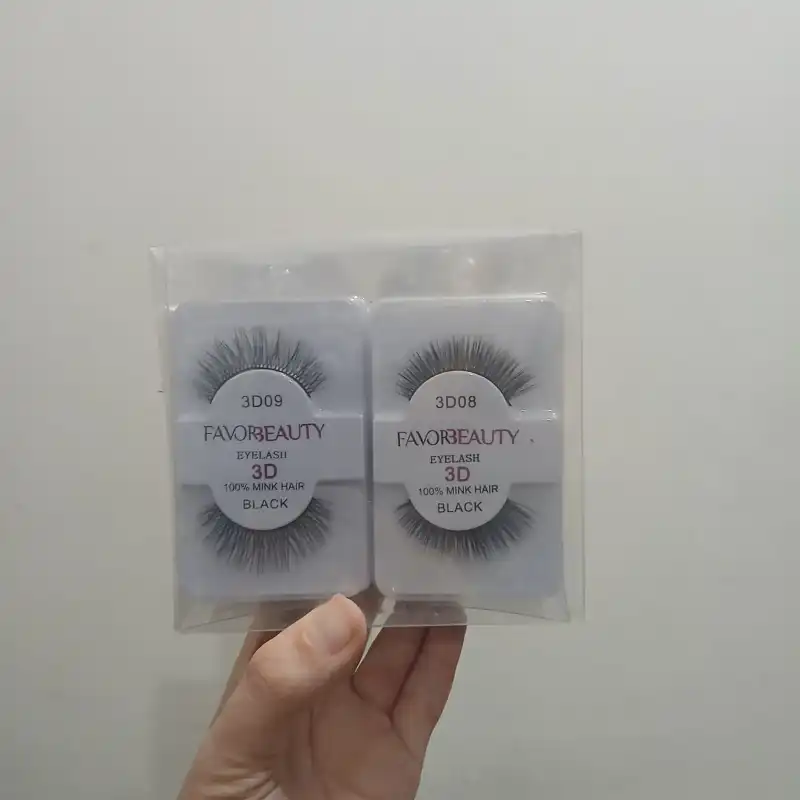 3D09
FAVORBEAUTY
EYELASH
3D
100% MINK HAIR
BLACK
3D08
FAVORBEAUTY
EYELASH
3D
100% MINK HAIR
BLACK